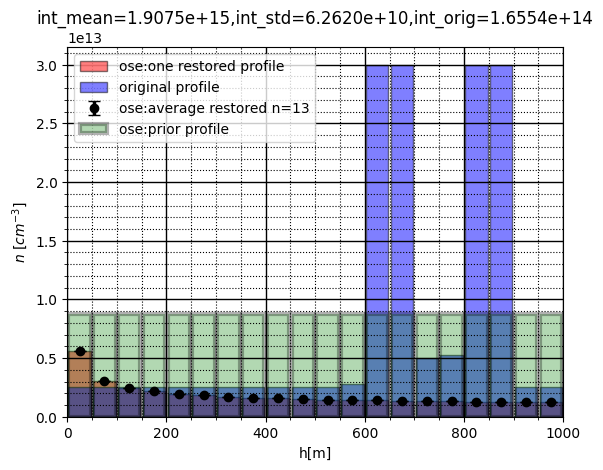 int_mean=1.9075e+15,int_std=6.2620e+10,int_orig=1.6554e+14
1e13
ose:one restored profile
original profile
ose:average restored n=13
ose:prior profile
3.0
2.5
2.0
1.5
1.0
0.5
0.0
n [cm⁻³]
0 200 400 600 800 1000
h[m]